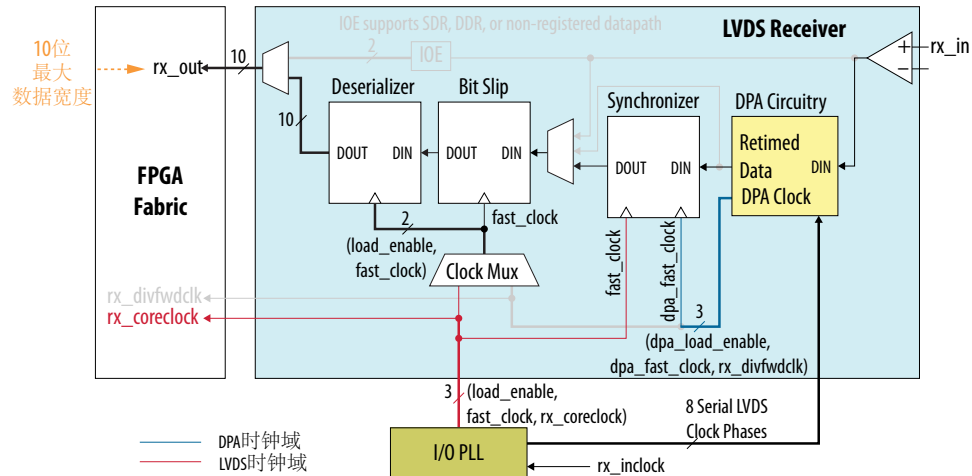 IOE supports SDR, DDR, or non-registered datapath
LVDS Receiver
10位
最大
数据宽度
rx_out
10
2
IOE
+
–
rx_in
Deserializer
Bit Slip
Synchronizer
DPA Circuitry
10
DOUT
DIN
DOUT
DIN
DOUT
DIN
Retimed
Data
DIN
DPA Clock
FPGA
Fabric
2
(load_enable,
fast_clock)
fast_clock
Clock Mux
fast_clock
dpa_fast_clock
rx_divfwdclk
rx_coreclock
3
(dpa_load_enable,
dpa_fast_clock, rx_divfwdclk)
3
(load_enable,
fast_clock, rx_coreclock)
8 Serial LVDS
Clock Phases
DPA时钟域
LVDS时钟域
I/O PLL
rx_inclock